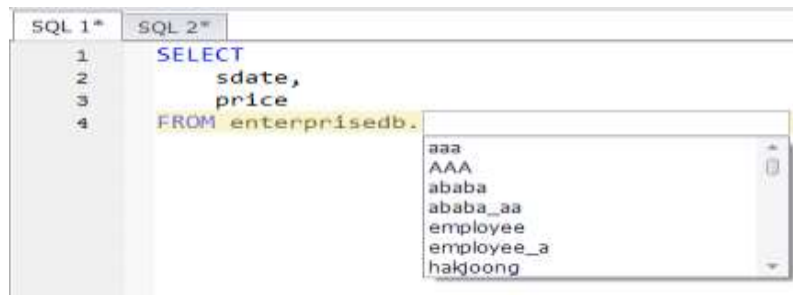 SQL 1* SQL 2*
1 SELECT
2 sdate,
3 price
4 FROM enterprisedb.
aaa
AAA
ababa
ababa_aa
employee
employee_a
hakjoong